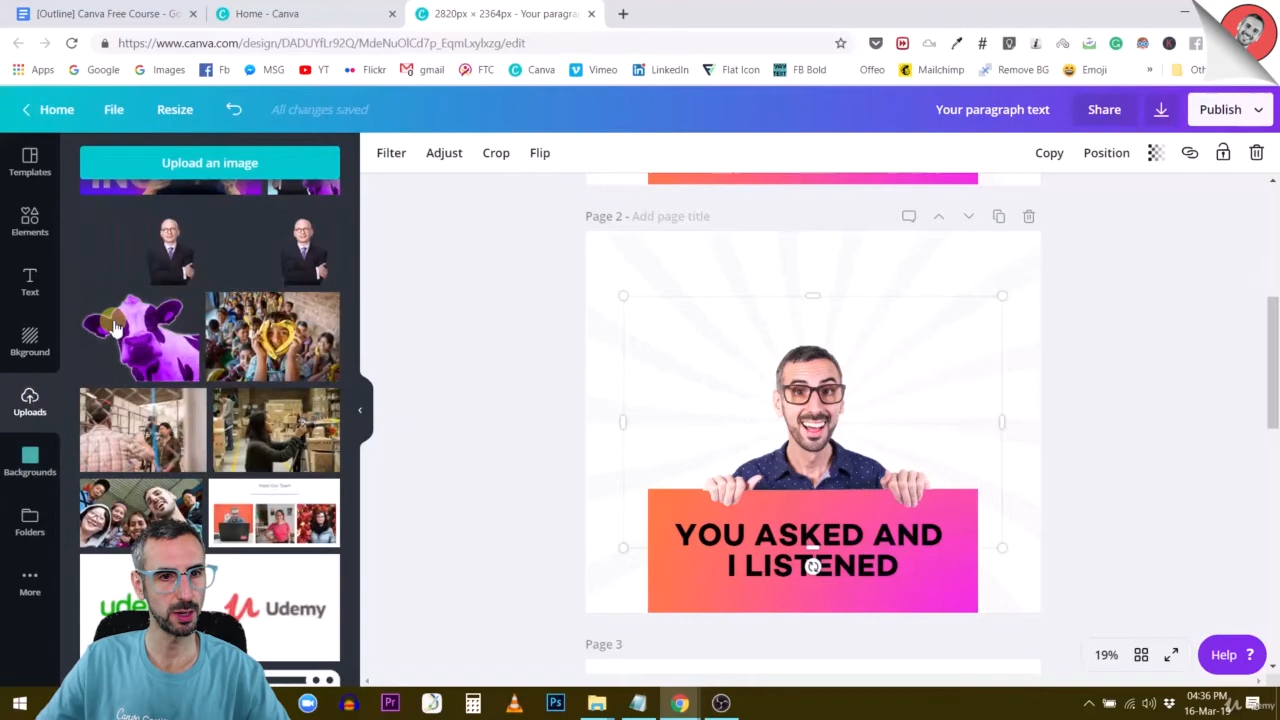 [Outline] Canva Free Course - Go
Home - Canva
2820px × 2364px - Your paragra
https://www.canva.com/design/DADUYfLr92Q/MdeNuOlCd7p_EqmLxylxzg/edit
Apps
Google
Images
Fb
MSG
YT
Flickr
gmail
FTC
Canva
Vimeo
LinkedIn
Flat Icon
FB Bold
Offeo
Mailchimp
Remove BG
Emoji
»
Home
File
Resize
All changes saved
Your paragraph text
Share
Publish
Templates
Elements
Text
Bkground
Uploads
Backgrounds
Folders
More
Upload an image
Filter
Adjust
Crop
Flip
Copy
Position
Page 2 - Add page title
YOU ASKED AND
I LISTENED
Page 3
Meet Our Team
Udemy
19%
Help ?
04:36 PM
16-Mar-19